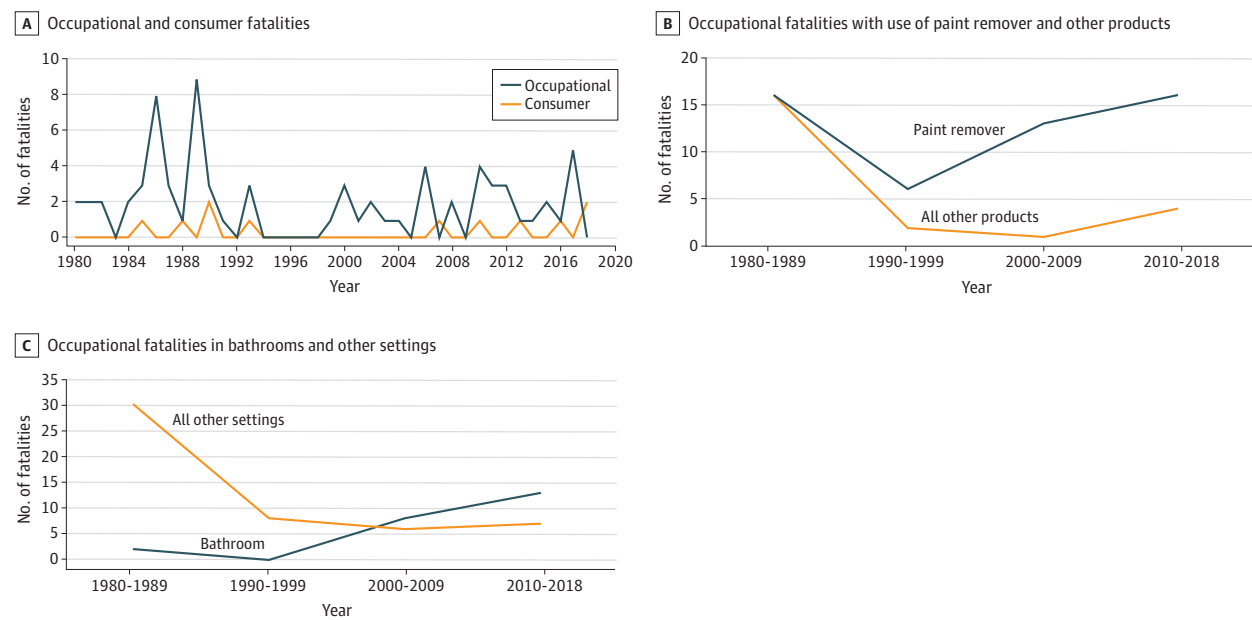 A Occupational and consumer fatalities
No. of fatalities
10
8
6
4
2
0
Occupational
Consumer
1980 1984 1988 1992 1996 2000 2004 2008 2012 2016 2020
Year
B Occupational fatalities with use of paint remover and other products
No. of fatalities
20
15
10
5
0
Paint remover
All other products
1980-1989 1990-1999 2000-2009 2010-2018
Year
C Occupational fatalities in bathrooms and other settings
No. of fatalities
35
30
25
20
15
10
5
0
All other settings
Bathroom
1980-1989 1990-1999 2000-2009 2010-2018
Year